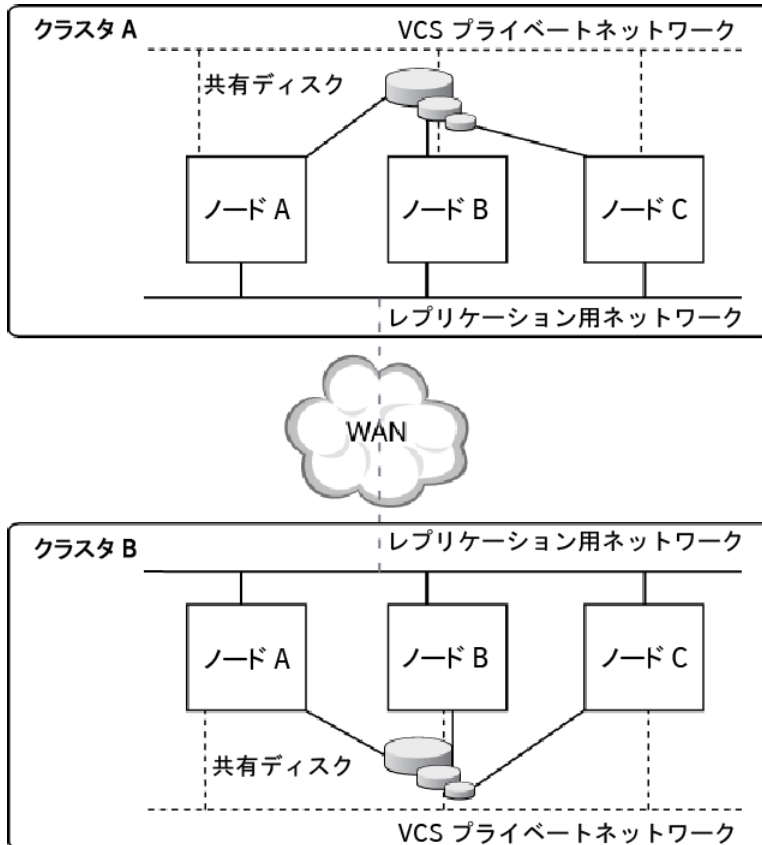 クラスタ A
VCS プライベートネットワーク
共有ディスク
ノード A
ノード B
ノード C
レプリケーション用ネットワーク
WAN
クラスタ B
レプリケーション用ネットワーク
ノード A
ノード B
ノード C
共有ディスク
VCS プライベートネットワーク